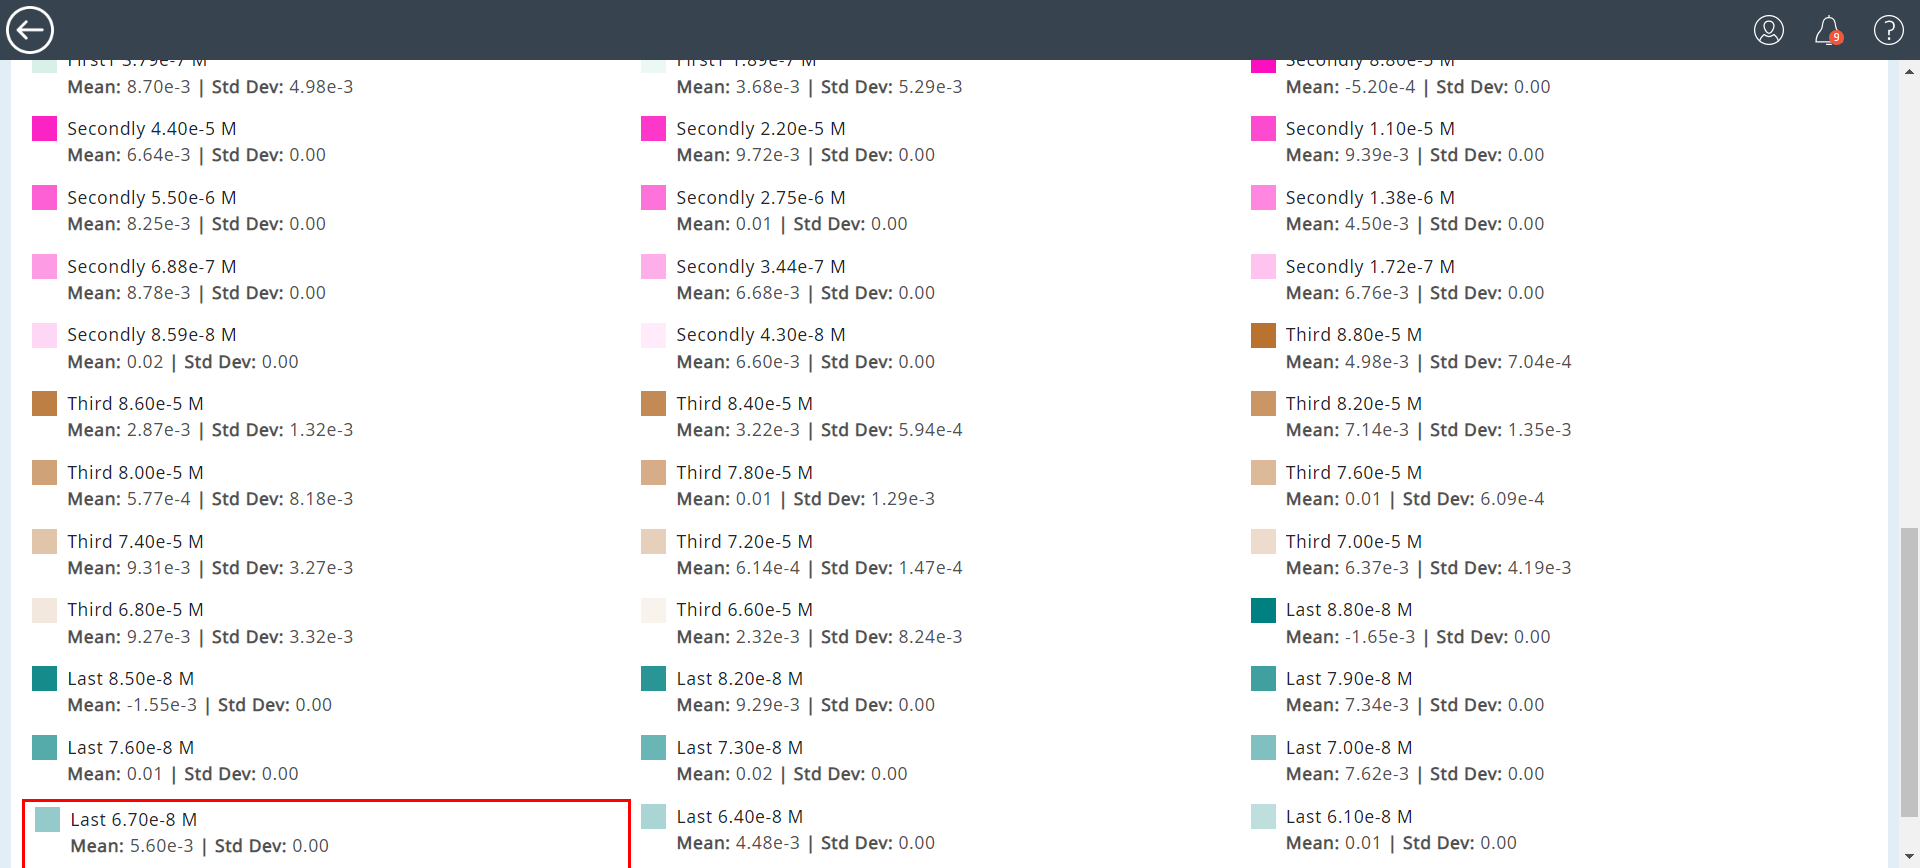 9
First1 3.79e-7 M
Mean: 8.70e-3 | Std Dev: 4.98e-3
First1 1.89e-7 M
Mean: 3.68e-3 | Std Dev: 5.29e-3
Secondly 8.80e-5 M
Mean: -5.20e-4 | Std Dev: 0.00
Secondly 4.40e-5 M
Mean: 6.64e-3 | Std Dev: 0.00
Secondly 2.20e-5 M
Mean: 9.72e-3 | Std Dev: 0.00
Secondly 1.10e-5 M
Mean: 9.39e-3 | Std Dev: 0.00
Secondly 5.50e-6 M
Mean: 8.25e-3 | Std Dev: 0.00
Secondly 2.75e-6 M
Mean: 0.01 | Std Dev: 0.00
Secondly 1.38e-6 M
Mean: 4.50e-3 | Std Dev: 0.00
Secondly 6.88e-7 M
Mean: 8.78e-3 | Std Dev: 0.00
Secondly 3.44e-7 M
Mean: 6.68e-3 | Std Dev: 0.00
Secondly 1.72e-7 M
Mean: 6.76e-3 | Std Dev: 0.00
Secondly 8.59e-8 M
Mean: 0.02 | Std Dev: 0.00
Secondly 4.30e-8 M
Mean: 6.60e-3 | Std Dev: 0.00
Third 8.80e-5 M
Mean: 4.98e-3 | Std Dev: 7.04e-4
Third 8.60e-5 M
Mean: 2.87e-3 | Std Dev: 1.32e-3
Third 8.40e-5 M
Mean: 3.22e-3 | Std Dev: 5.94e-4
Third 8.20e-5 M
Mean: 7.14e-3 | Std Dev: 1.35e-3
Third 8.00e-5 M
Mean: 5.77e-4 | Std Dev: 8.18e-3
Third 7.80e-5 M
Mean: 0.01 | Std Dev: 1.29e-3
Third 7.60e-5 M
Mean: 0.01 | Std Dev: 6.09e-4
Third 7.40e-5 M
Mean: 9.31e-3 | Std Dev: 3.27e-3
Third 7.20e-5 M
Mean: 6.14e-4 | Std Dev: 1.47e-4
Third 7.00e-5 M
Mean: 6.37e-3 | Std Dev: 4.19e-3
Third 6.80e-5 M
Mean: 9.27e-3 | Std Dev: 3.32e-3
Third 6.60e-5 M
Mean: 2.32e-3 | Std Dev: 8.24e-3
Last 8.80e-8 M
Mean: -1.65e-3 | Std Dev: 0.00
Last 8.50e-8 M
Mean: -1.55e-3 | Std Dev: 0.00
Last 8.20e-8 M
Mean: 9.29e-3 | Std Dev: 0.00
Last 7.90e-8 M
Mean: 7.34e-3 | Std Dev: 0.00
Last 7.60e-8 M
Mean: 0.01 | Std Dev: 0.00
Last 7.30e-8 M
Mean: 0.02 | Std Dev: 0.00
Last 7.00e-8 M
Mean: 7.62e-3 | Std Dev: 0.00
Last 6.70e-8 M
Mean: 5.60e-3 | Std Dev: 0.00
Last 6.40e-8 M
Mean: 4.48e-3 | Std Dev: 0.00
Last 6.10e-8 M
Mean: 0.01 | Std Dev: 0.00